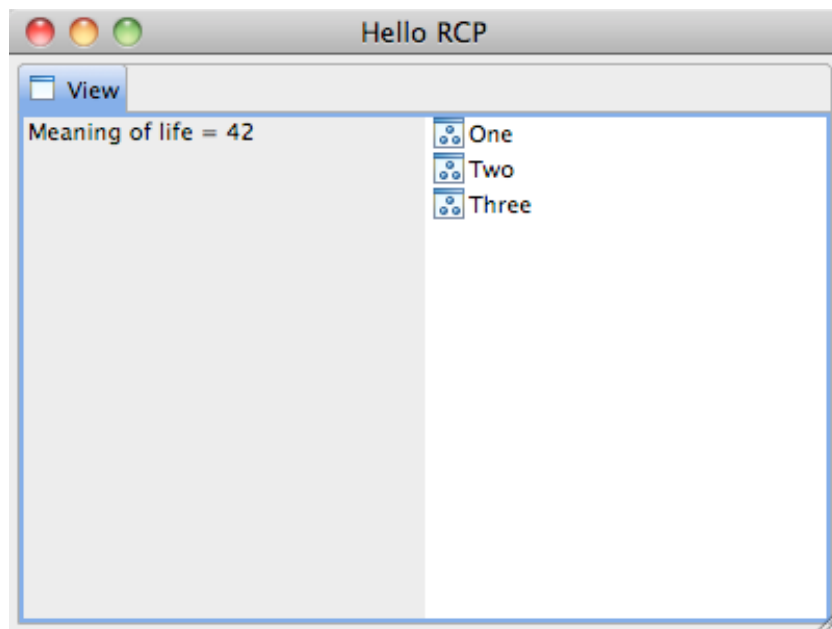 Hello RCP
View
Meaning of life = 42
One
Two
Three